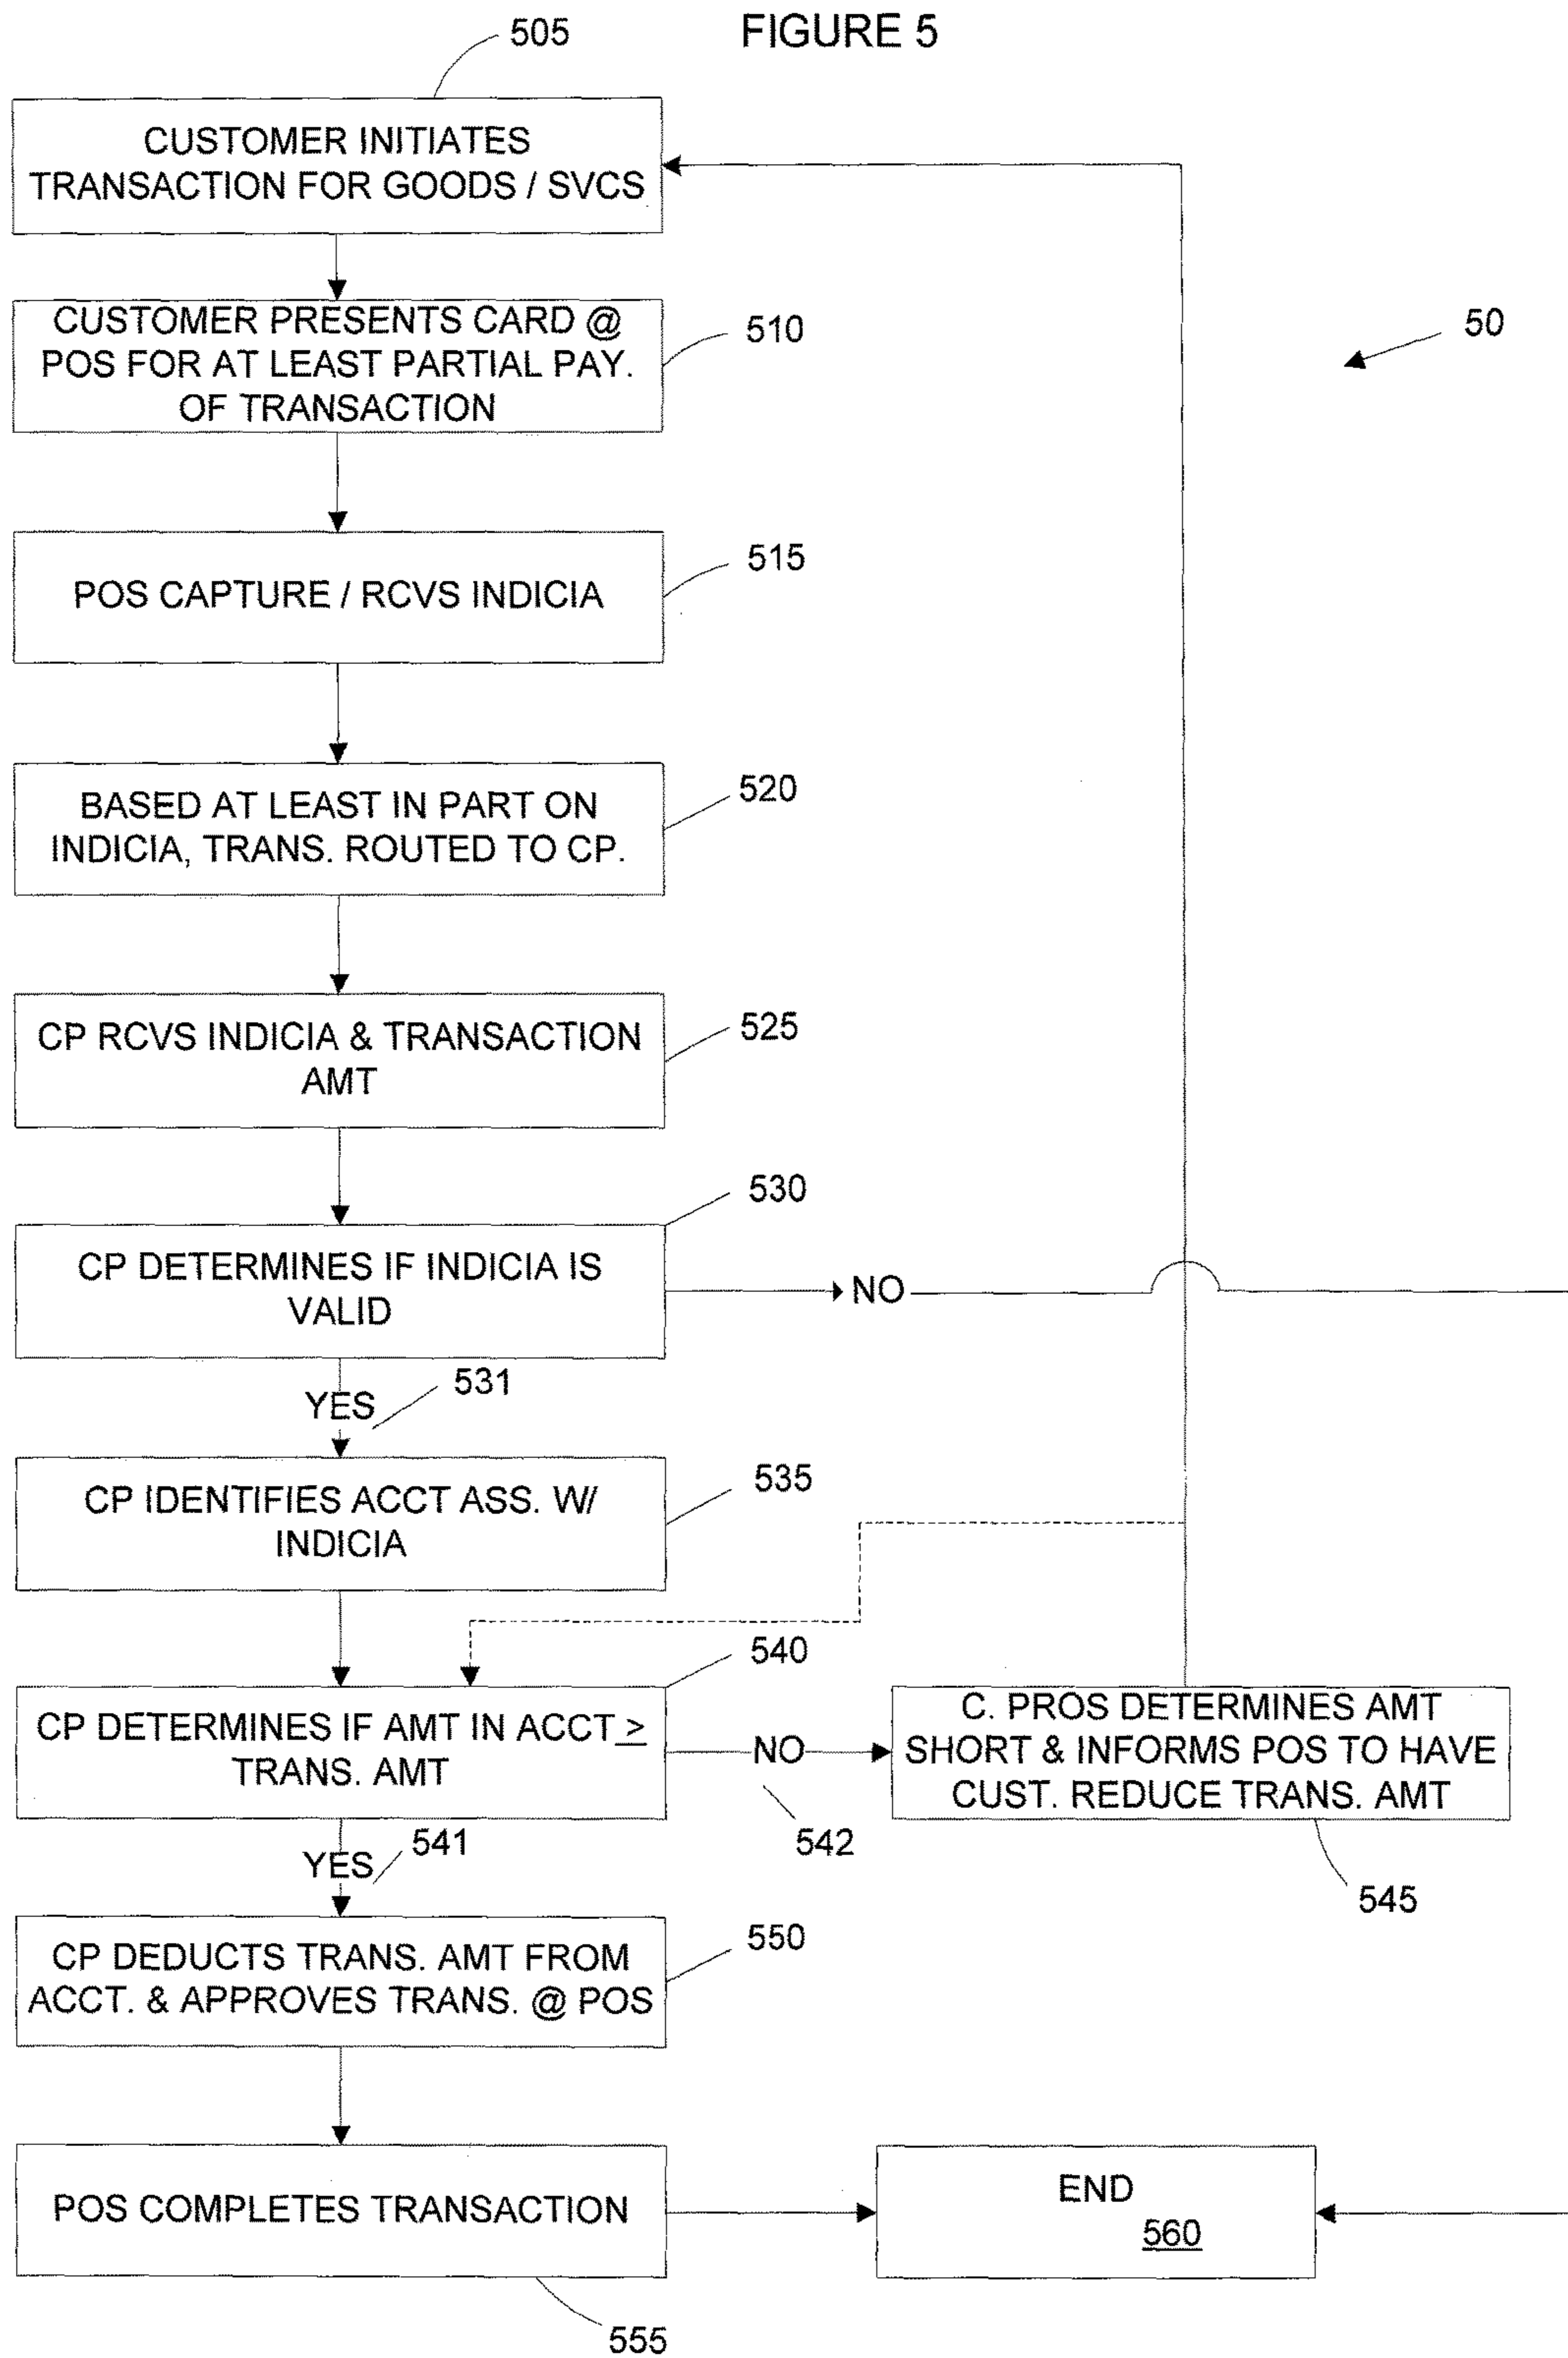 FIGURE 5
505
CUSTOMER INITIATES
TRANSACTION FOR GOODS / SVCS
CUSTOMER PRESENTS CARD @
POS FOR AT LEAST PARTIAL PAY.
OF TRANSACTION
510
50
POS CAPTURE / RCVS INDICIA
515
BASED AT LEAST IN PART ON
INDICIA, TRANS. ROUTED TO CP.
520
CP RCVS INDICIA & TRANSACTION
AMT
525
530
CP DETERMINES IF INDICIA IS
VALID
NO
YES
531
CP IDENTIFIES ACCT ASS. W/
INDICIA
535
540
CP DETERMINES IF AMT IN ACCT ≥
TRANS. AMT
NO
542
C. PROS DETERMINES AMT
SHORT & INFORMS POS TO HAVE
CUST. REDUCE TRANS. AMT
545
YES
541
CP DEDUCTS TRANS. AMT FROM
ACCT. & APPROVES TRANS. @ POS
550
POS COMPLETES TRANSACTION
555
END
560